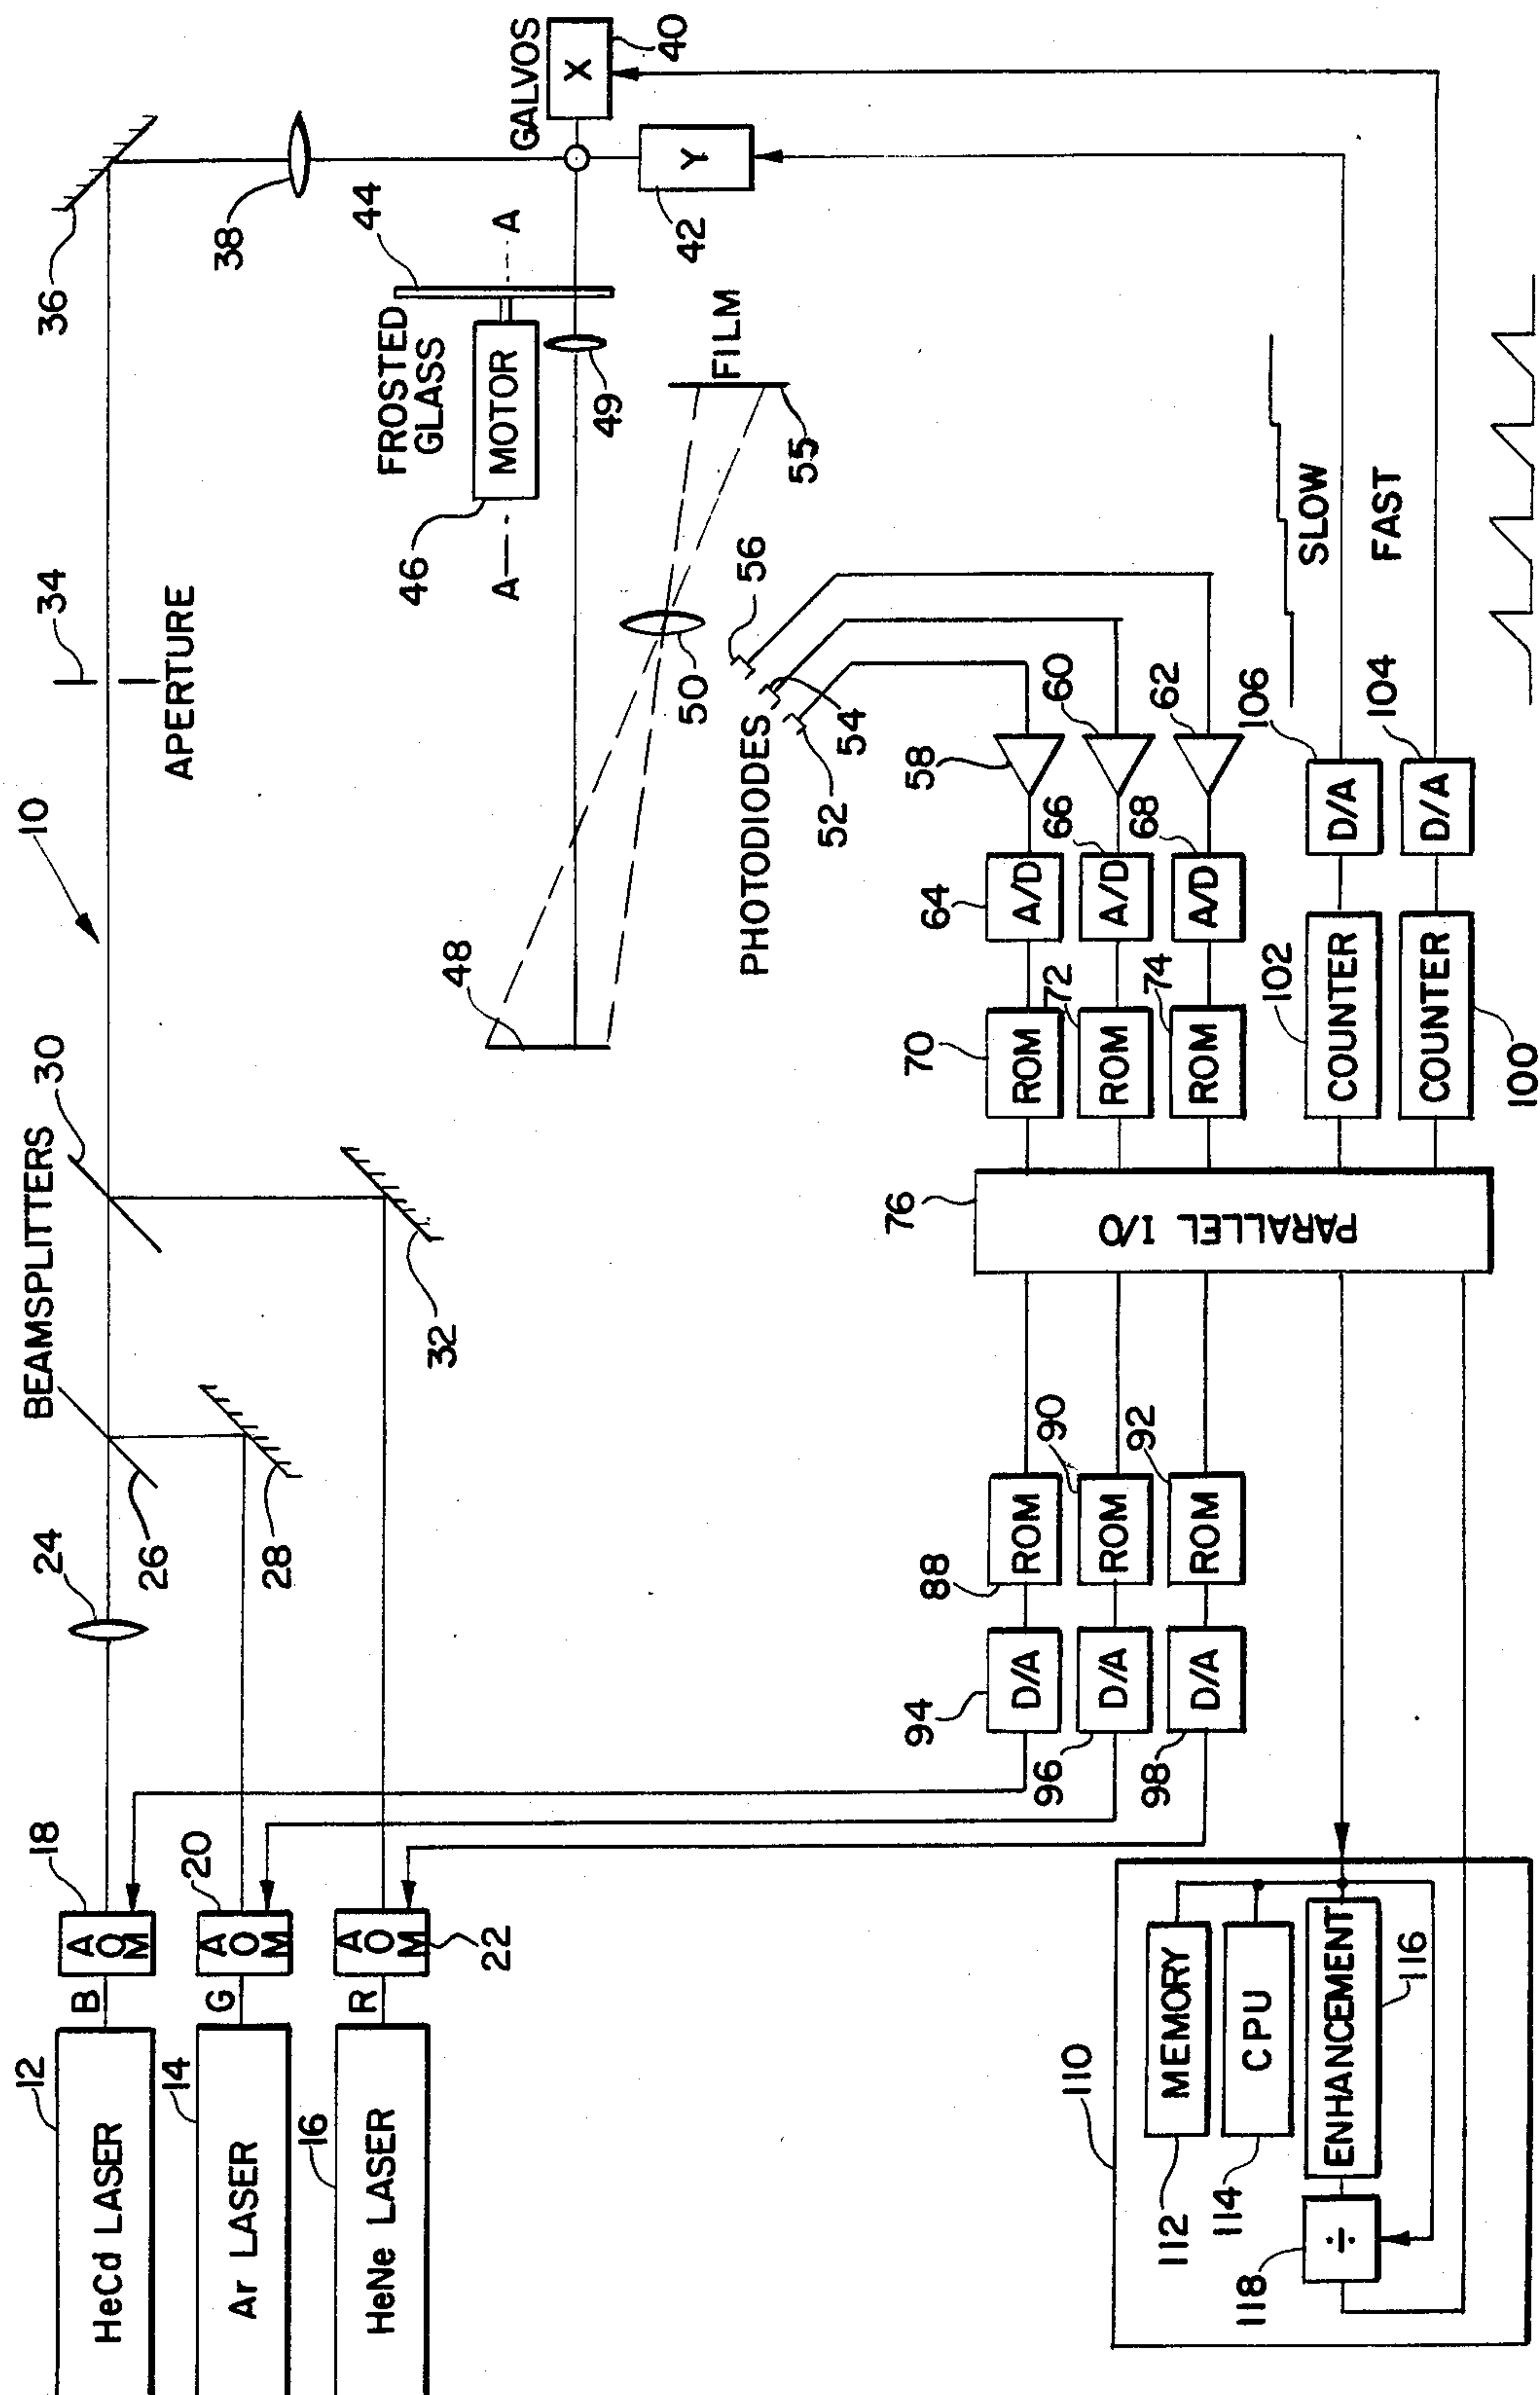 10
HeCd LASER
12
B
AOM
18
24
BEAMSPLITTERS
26
30
34
APERTURE
36
Ar LASER
14
G
AOM
20
28
38
HeNe LASER
16
R
AOM
22
32
GALVOS
X
40
Y
42
44
FROSTED
GLASS
MOTOR
46
A
A
48
49
50
FILM
55
PHOTODIODES
52
54
56
58
60
62
64
A/D
66
A/D
68
A/D
70
ROM
72
ROM
74
ROM
76
PARALLEL I/O
88
ROM
90
ROM
92
ROM
94
D/A
96
D/A
98
D/A
102
COUNTER
106
D/A
SLOW
100
COUNTER
104
D/A
FAST
110
112
MEMORY
114
CPU
ENHANCEMENT
116
118
÷